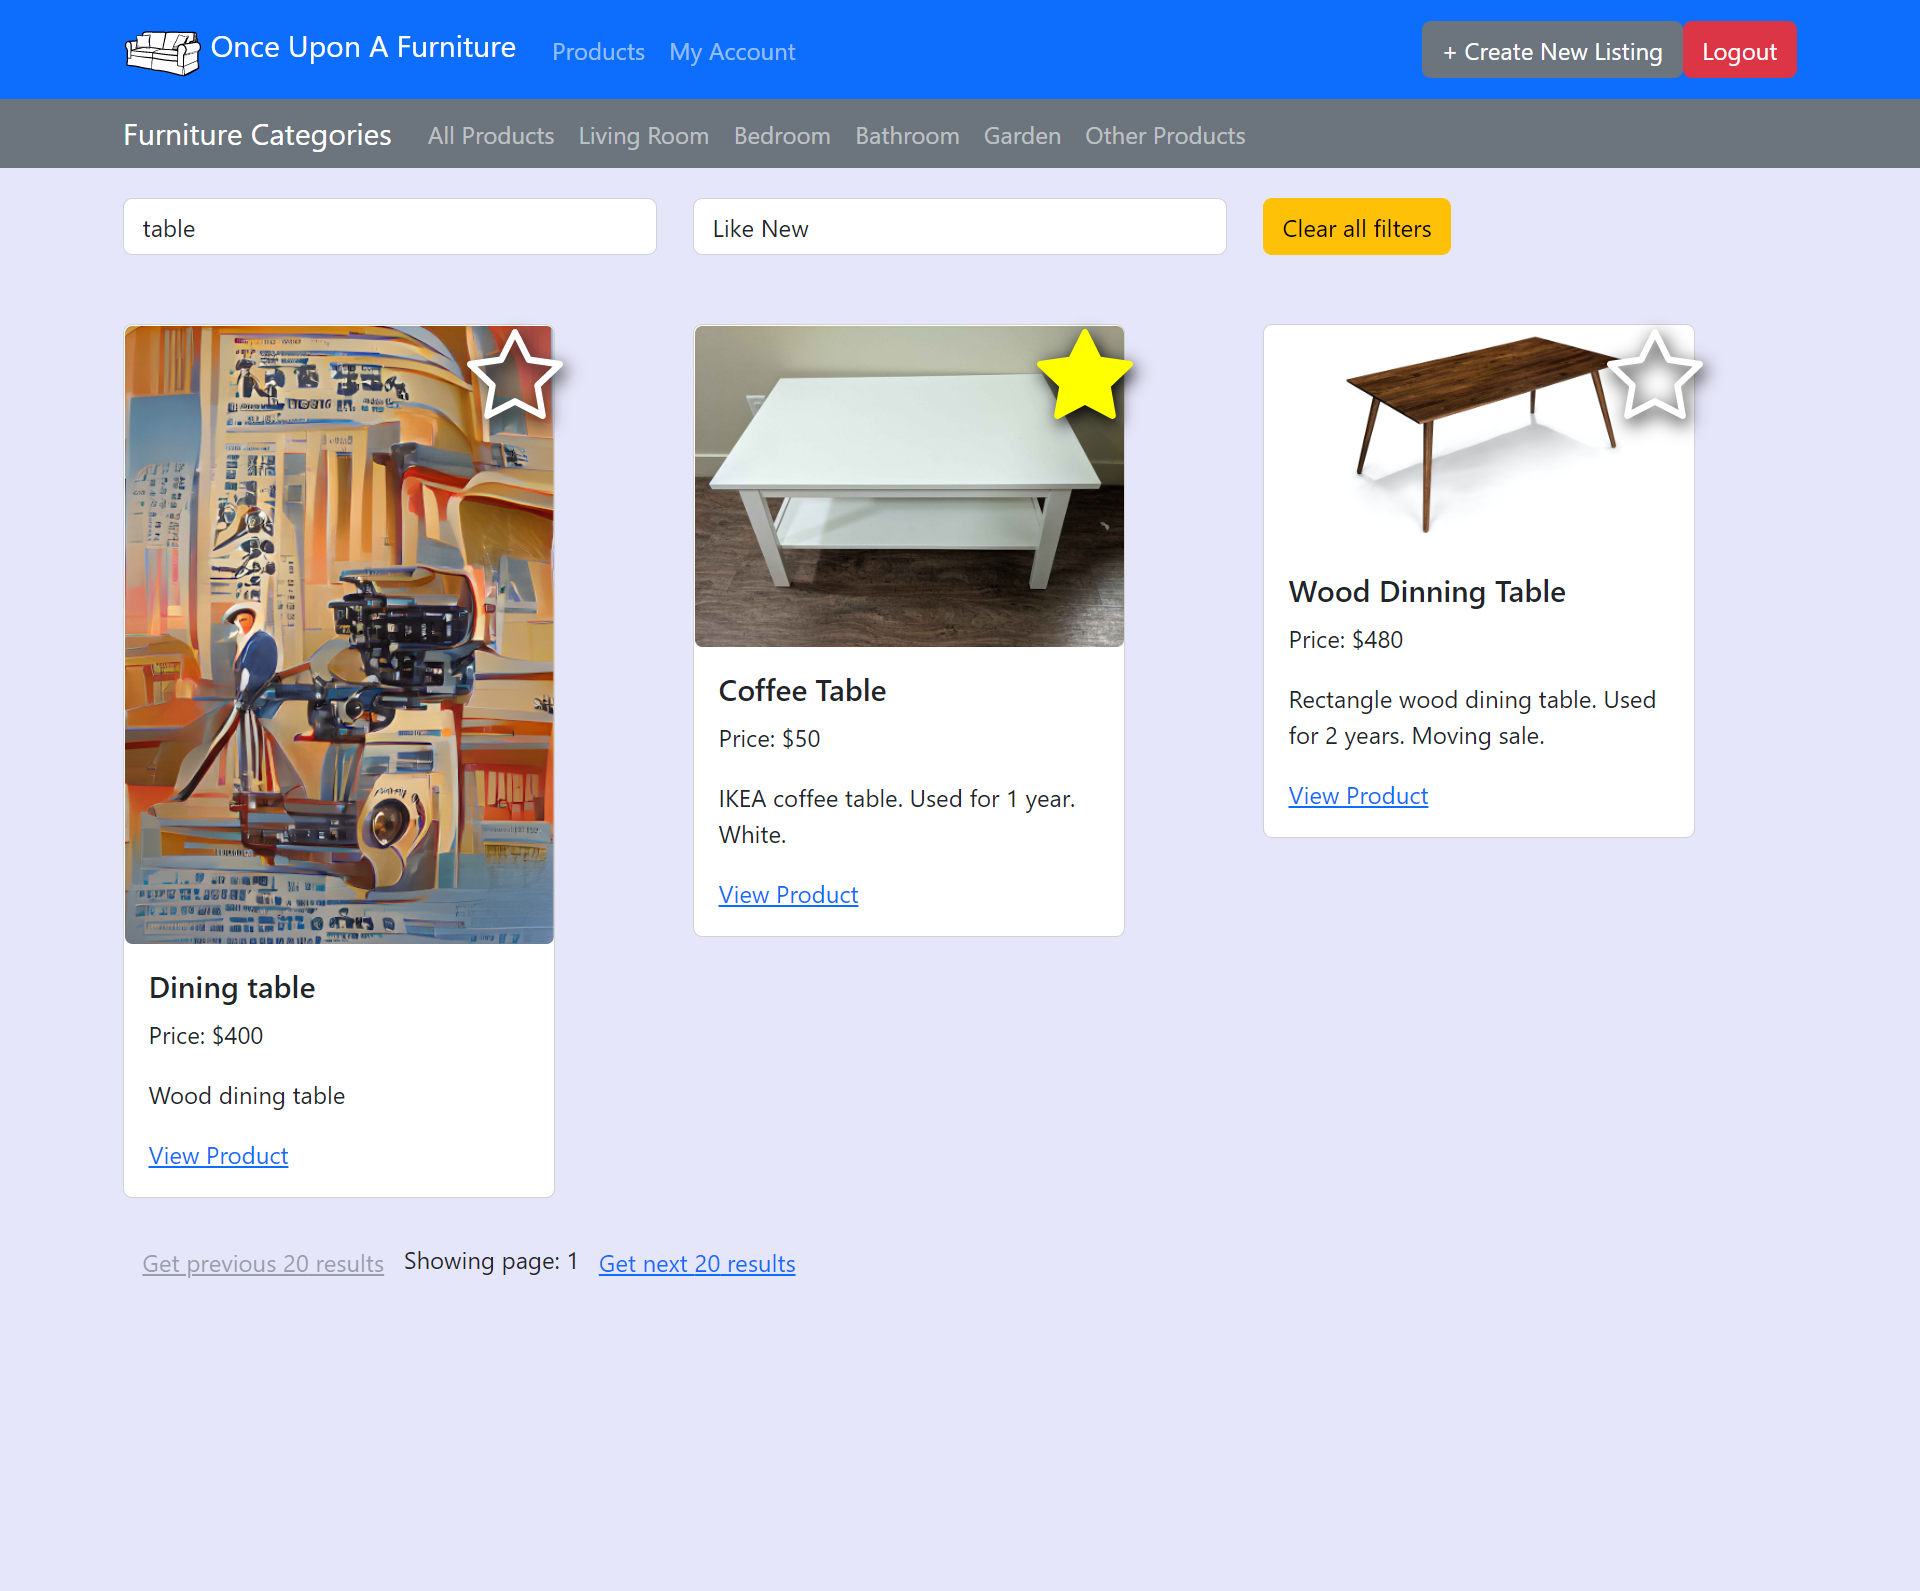 Once Upon A Furniture
Products
My Account
+ Create New Listing
Logout
Furniture Categories
All Products
Living Room
Bedroom
Bathroom
Garden
Other Products
table
Like New
Clear all filters
Dining table
Price: $400
Wood dining table
View Product
Coffee Table
Price: $50
IKEA coffee table. Used for 1 year.
White.
View Product
Wood Dinning Table
Price: $480
Rectangle wood dining table. Used
for 2 years. Moving sale.
View Product
Get previous 20 results
Showing page: 1
Get next 20 results